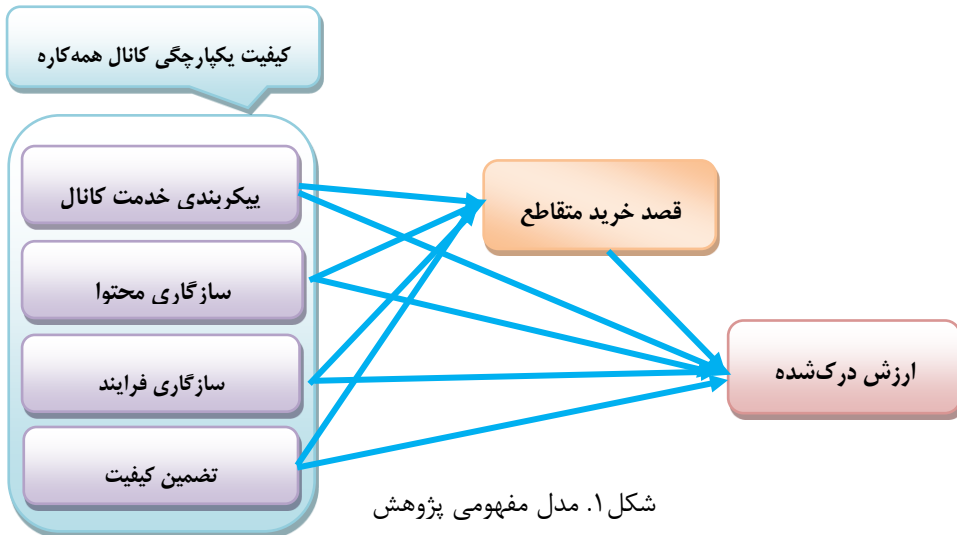 کیفیت یکپارچگی کانال همه‌کاره
پیکربندی خدمت کانال
قصد خرید متقاطع
سازگاری محتوا
ارزش درک‌شده
سازگاری فرایند
تضمین کیفیت
شکل۱. مدل مفهومی پژوهش